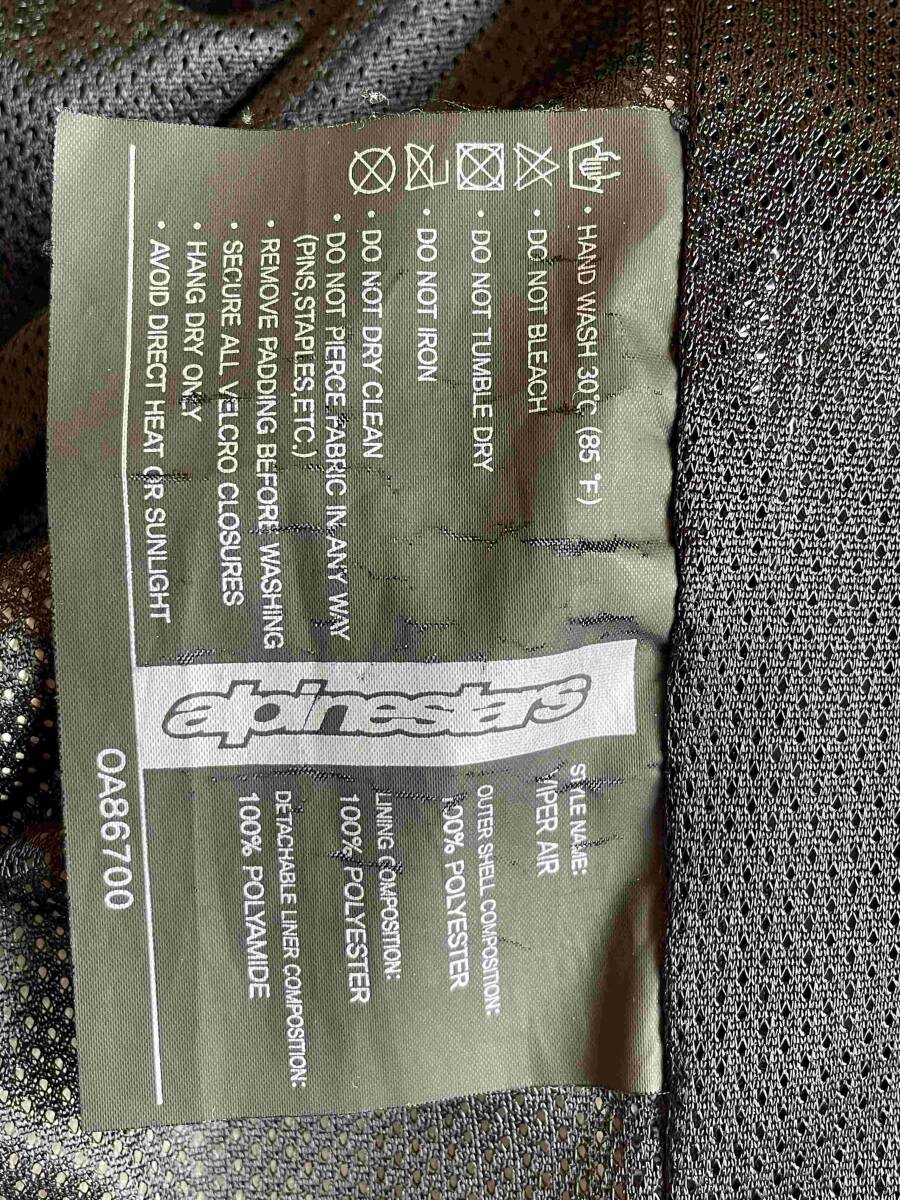 HAND WASH 30°C (85 °F)
• DO NOT BLEACH
• DO NOT TUMBLE DRY
• DO NOT IRON
• DO NOT DRY CLEAN
• DO NOT PIERCE FABRIC IN ANY WAY
(PINS,STAPLES,ETC.)
• REMOVE PADDING BEFORE WASHING
• SECURE ALL VELCRO CLOSURES
• HANG DRY ONLY
• AVOID DIRECT HEAT OR SUNLIGHT
alpinestars
STYLE NAME:
VIPER AIR
OUTER SHELL COMPOSITION:
100% POLYESTER
LINING COMPOSITION:
100% POLYESTER
DETACHABLE LINER COMPOSITION:
100% POLYAMIDE
OA86700